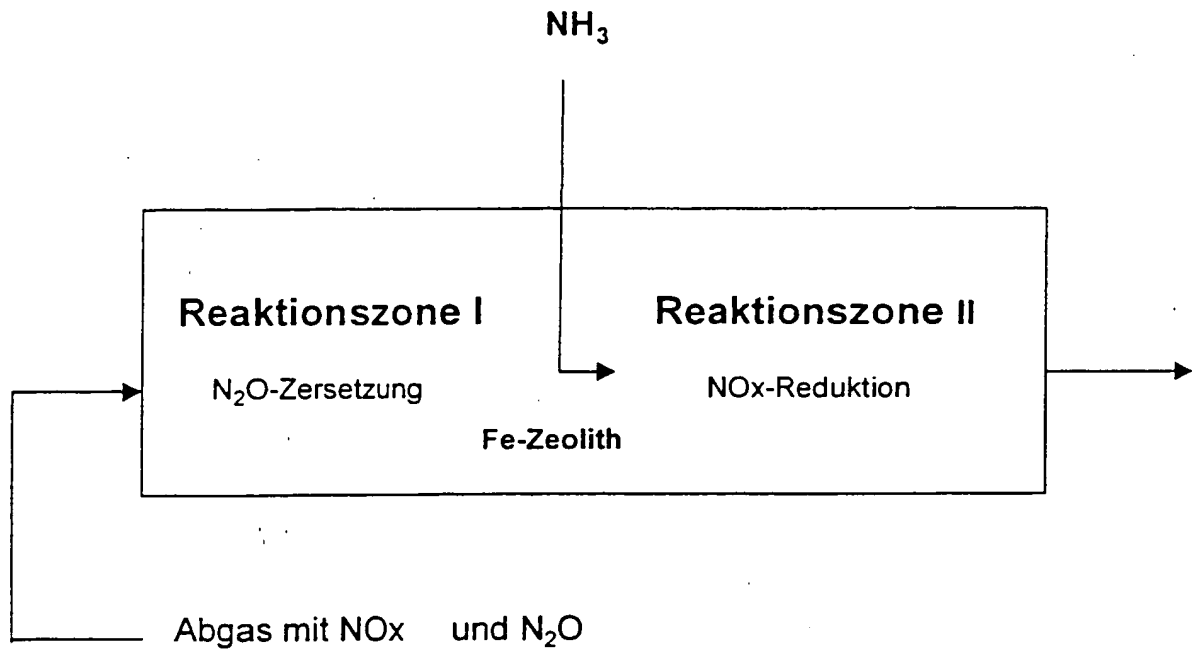 NH₃
Reaktionszone I
Reaktionszone II
N₂O-Zersetzung
NOx-Reduktion
Fe-Zeolith
Abgas mit NOx und N₂O